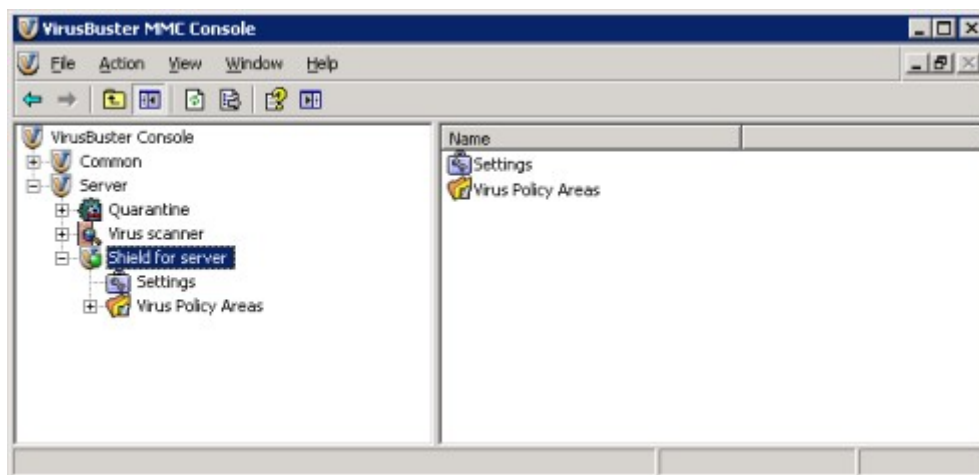 VirusBuster MMC Console
File Action View Window Help
VirusBuster Console
Common
Server
Quarantine
Virus scanner
Shield for server
Settings
Virus Policy Areas
Name
Settings
Virus Policy Areas